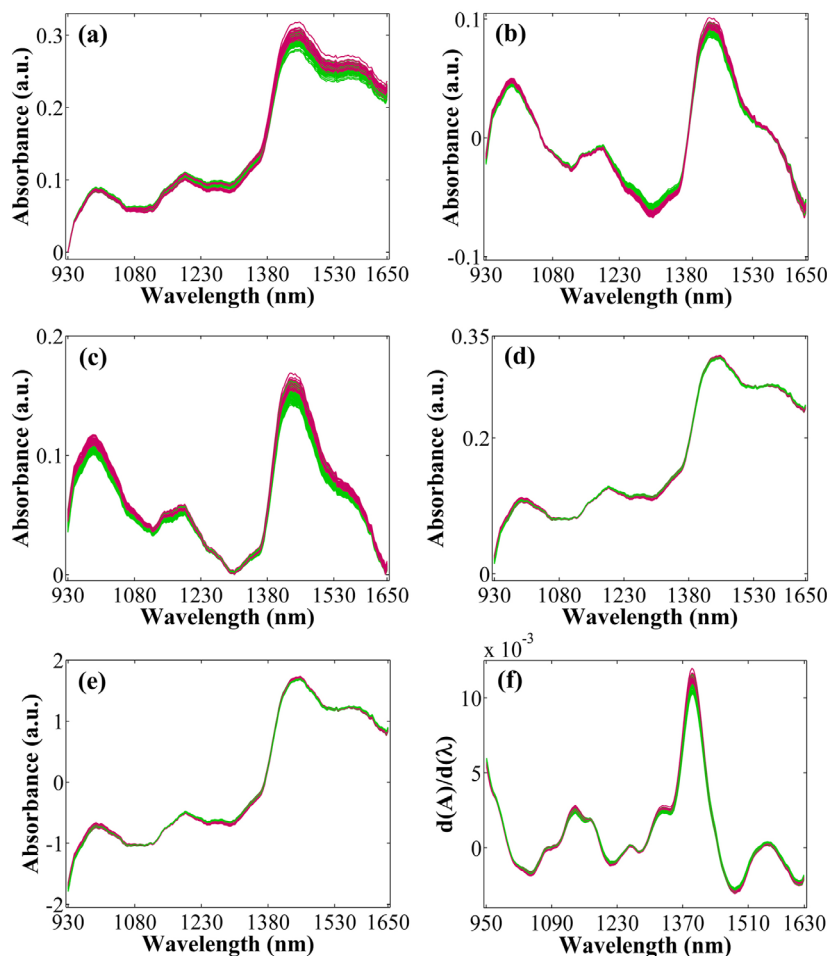 (a)
Absorbance (a.u.)
0.3
0.2
0.1
0
930 1080 1230 1380 1530 1650
Wavelength (nm)
(b)
Absorbance (a.u.)
0.1
0
-0.1
930 1080 1230 1380 1530 1650
Wavelength (nm)
(c)
Absorbance (a.u.)
0.2
0.1
0
930 1080 1230 1380 1530 1650
Wavelength (nm)
(d)
Absorbance (a.u.)
0.35
0.2
0
930 1080 1230 1380 1530 1650
Wavelength (nm)
(e)
Absorbance (a.u.)
2
1
0
-1
-2
930 1080 1230 1380 1530 1650
Wavelength (nm)
x 10⁻³
(f)
d(A)/d(λ)
10
5
0
950 1090 1230 1370 1510 1630
Wavelength (nm)